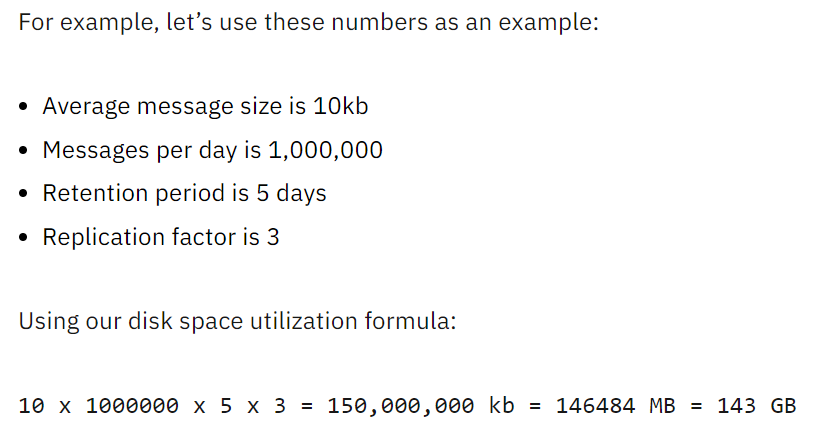 For example, let’s use these numbers as an example:
• Average message size is 10kb
• Messages per day is 1,000,000
• Retention period is 5 days
• Replication factor is 3
Using our disk space utilization formula:
10 x 1000000 x 5 x 3 = 150,000,000 kb = 146484 MB = 143 GB